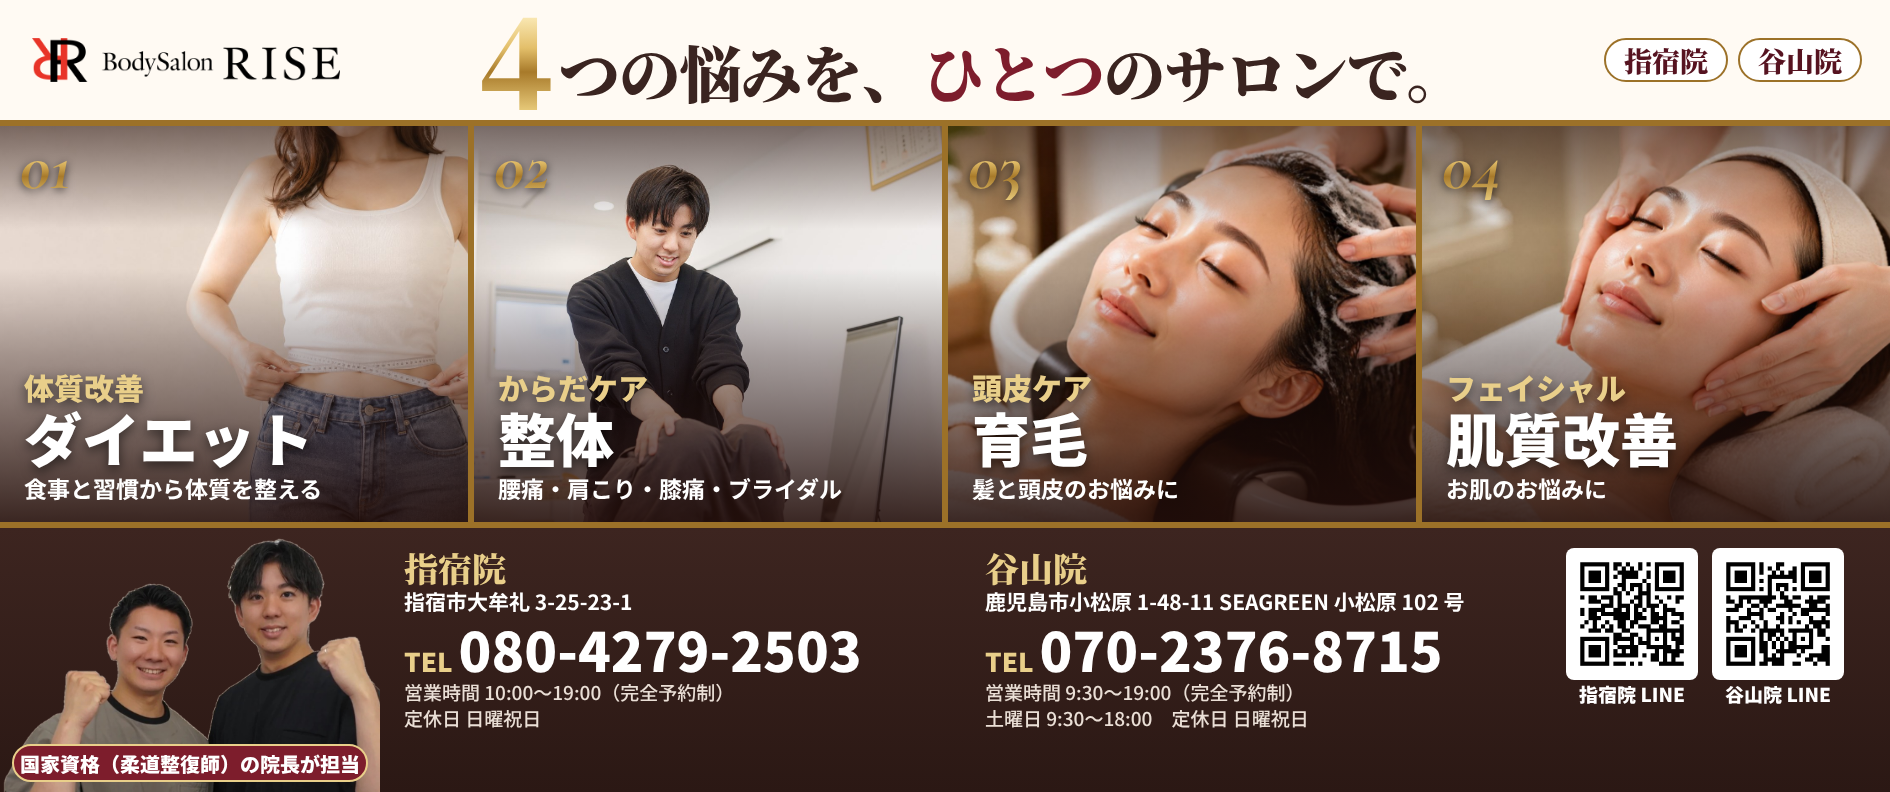 BodySalon RISE
4つの悩みを、ひとつのサロンで。
指宿院
谷山院
01
体質改善
ダイエット
食事と習慣から体質を整える
02
からだケア
整体
腰痛・肩こり・膝痛・ブライダル
03
頭皮ケア
育毛
髪と頭皮のお悩みに
04
フェイシャル
肌質改善
お肌のお悩みに
国家資格（柔道整復師）の院長が担当
指宿院
指宿市大牟礼 3-25-23-1
TEL 080-4279-2503
営業時間 10:00〜19:00（完全予約制）
定休日 日曜祝日
谷山院
鹿児島市小松原 1-48-11 SEAGREEN 小松原 102 号
TEL 070-2376-8715
営業時間 9:30〜19:00（完全予約制）
土曜日 9:30〜18:00　定休日 日曜祝日
指宿院 LINE
谷山院 LINE